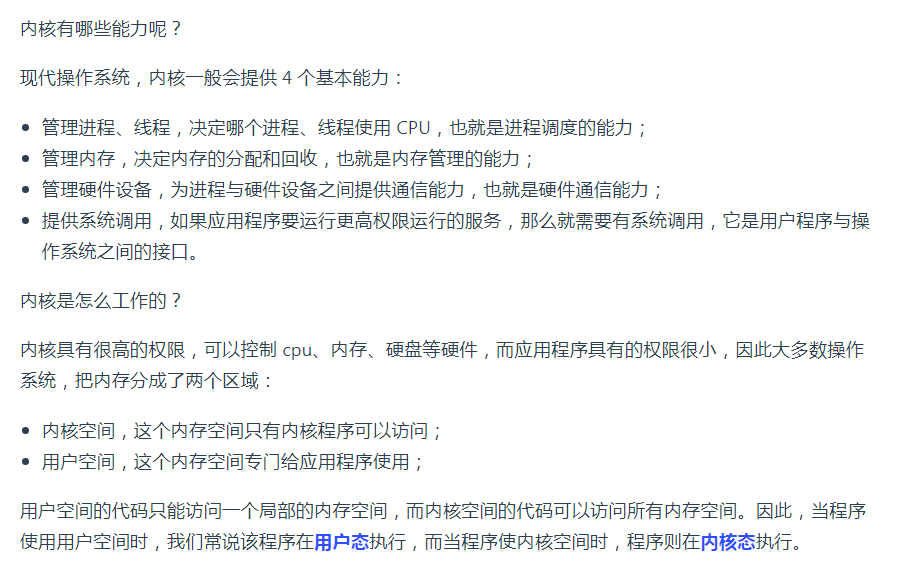 内核有哪些能力呢？
现代操作系统，内核一般会提供 4 个基本能力：
管理进程、线程，决定哪个进程、线程使用 CPU，也就是进程调度的能力；
管理内存，决定内存的分配和回收，也就是内存管理的能力；
管理硬件设备，为进程与硬件设备之间提供通信能力，也就是硬件通信能力；
提供系统调用，如果应用程序要运行更高权限运行的服务，那么就需要有系统调用，它是用户程序与操
作系统之间的接口。
内核是怎么工作的？
内核具有很高的权限，可以控制 cpu、内存、硬盘等硬件，而应用程序具有的权限很小，因此大多数操作
系统，把内存分成了两个区域：
内核空间，这个内存空间只有内核程序可以访问；
用户空间，这个内存空间专门给应用程序使用；
用户空间的代码只能访问一个局部的内存空间，而内核空间的代码可以访问所有内存空间。因此，当程序
使用用户空间时，我们常说该程序在用户态执行，而当程序使内核空间时，程序则在内核态执行。